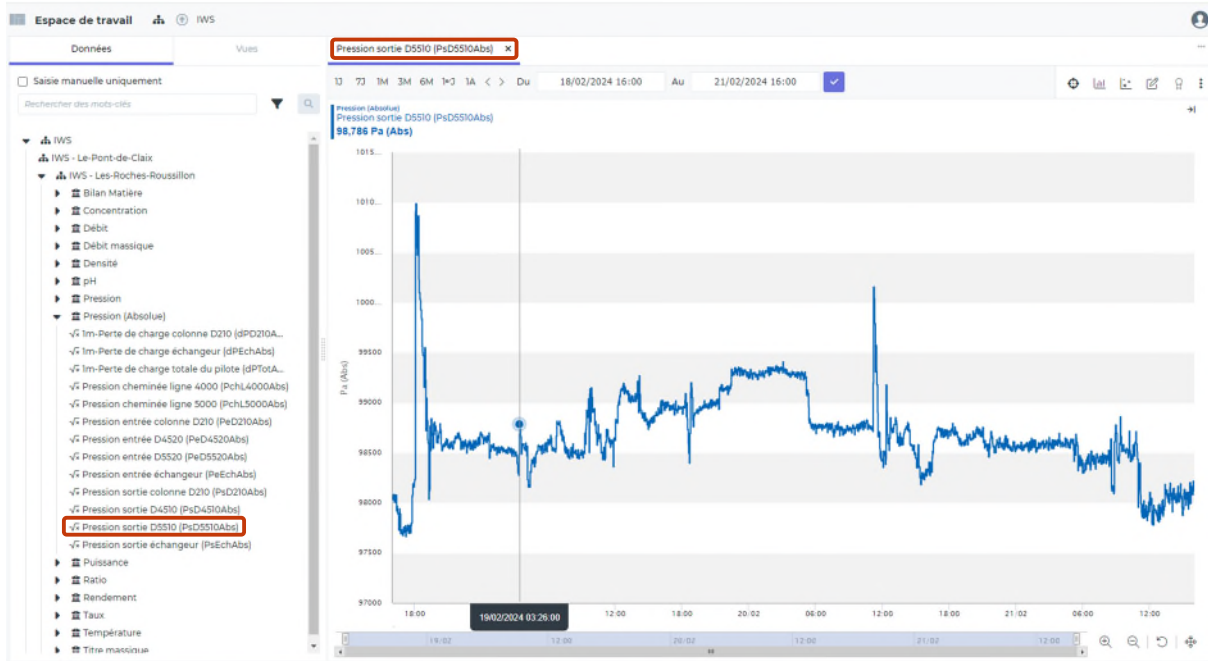 Espace de travail IWS
Données Vues
Saisie manuelle uniquement
Rechercher des mots-clés
IWS
IWS - Le-Pont-de-Claix
IWS - Les-Roches-Roussillon
Bilan Matière
Concentration
Débit
Débit massique
Densité
pH
Pression
Pression (Absolue)
1m-Perte de charge colonne D210 (dPD210A...
1m-Perte de charge échangeur (dPEchAbs)
1m-Perte de charge totale du pilote (dPTotA...
Pression cheminée ligne 4000 (PchL4000Abs)
Pression cheminée ligne 5000 (PchL5000Abs)
Pression entrée colonne D210 (PeD210Abs)
Pression entrée D4520 (PeD4520Abs)
Pression entrée D5520 (PeD5520Abs)
Pression entrée échangeur (PeEchAbs)
Pression sortie colonne D210 (PsD210Abs)
Pression sortie D4510 (PsD4510Abs)
Pression sortie D5510 (PsD5510Abs)
Pression sortie échangeur (PsEchAbs)
Puissance
Ratio
Rendement
Taux
Température
Titre massique
Pression sortie D5510 (PsD5510Abs) ×
1J 7J 1M 3M 6M 1A Du 18/02/2024 16:00 Au 21/02/2024 16:00
Pression (Absolue)
Pression sortie D5510 (PsD5510Abs)
98,786 Pa (Abs)
1015...
1010...
1005...
1000...
99500
99000
98500
98000
97500
97000
Pa (Abs)
18:00 12:00 18:00 20/02 06:00 12:00 18:00 21/02 06:00 12:00
19/02/2024 03:26:00
19/02 12:00 20/02 12:00 21/02 12:00